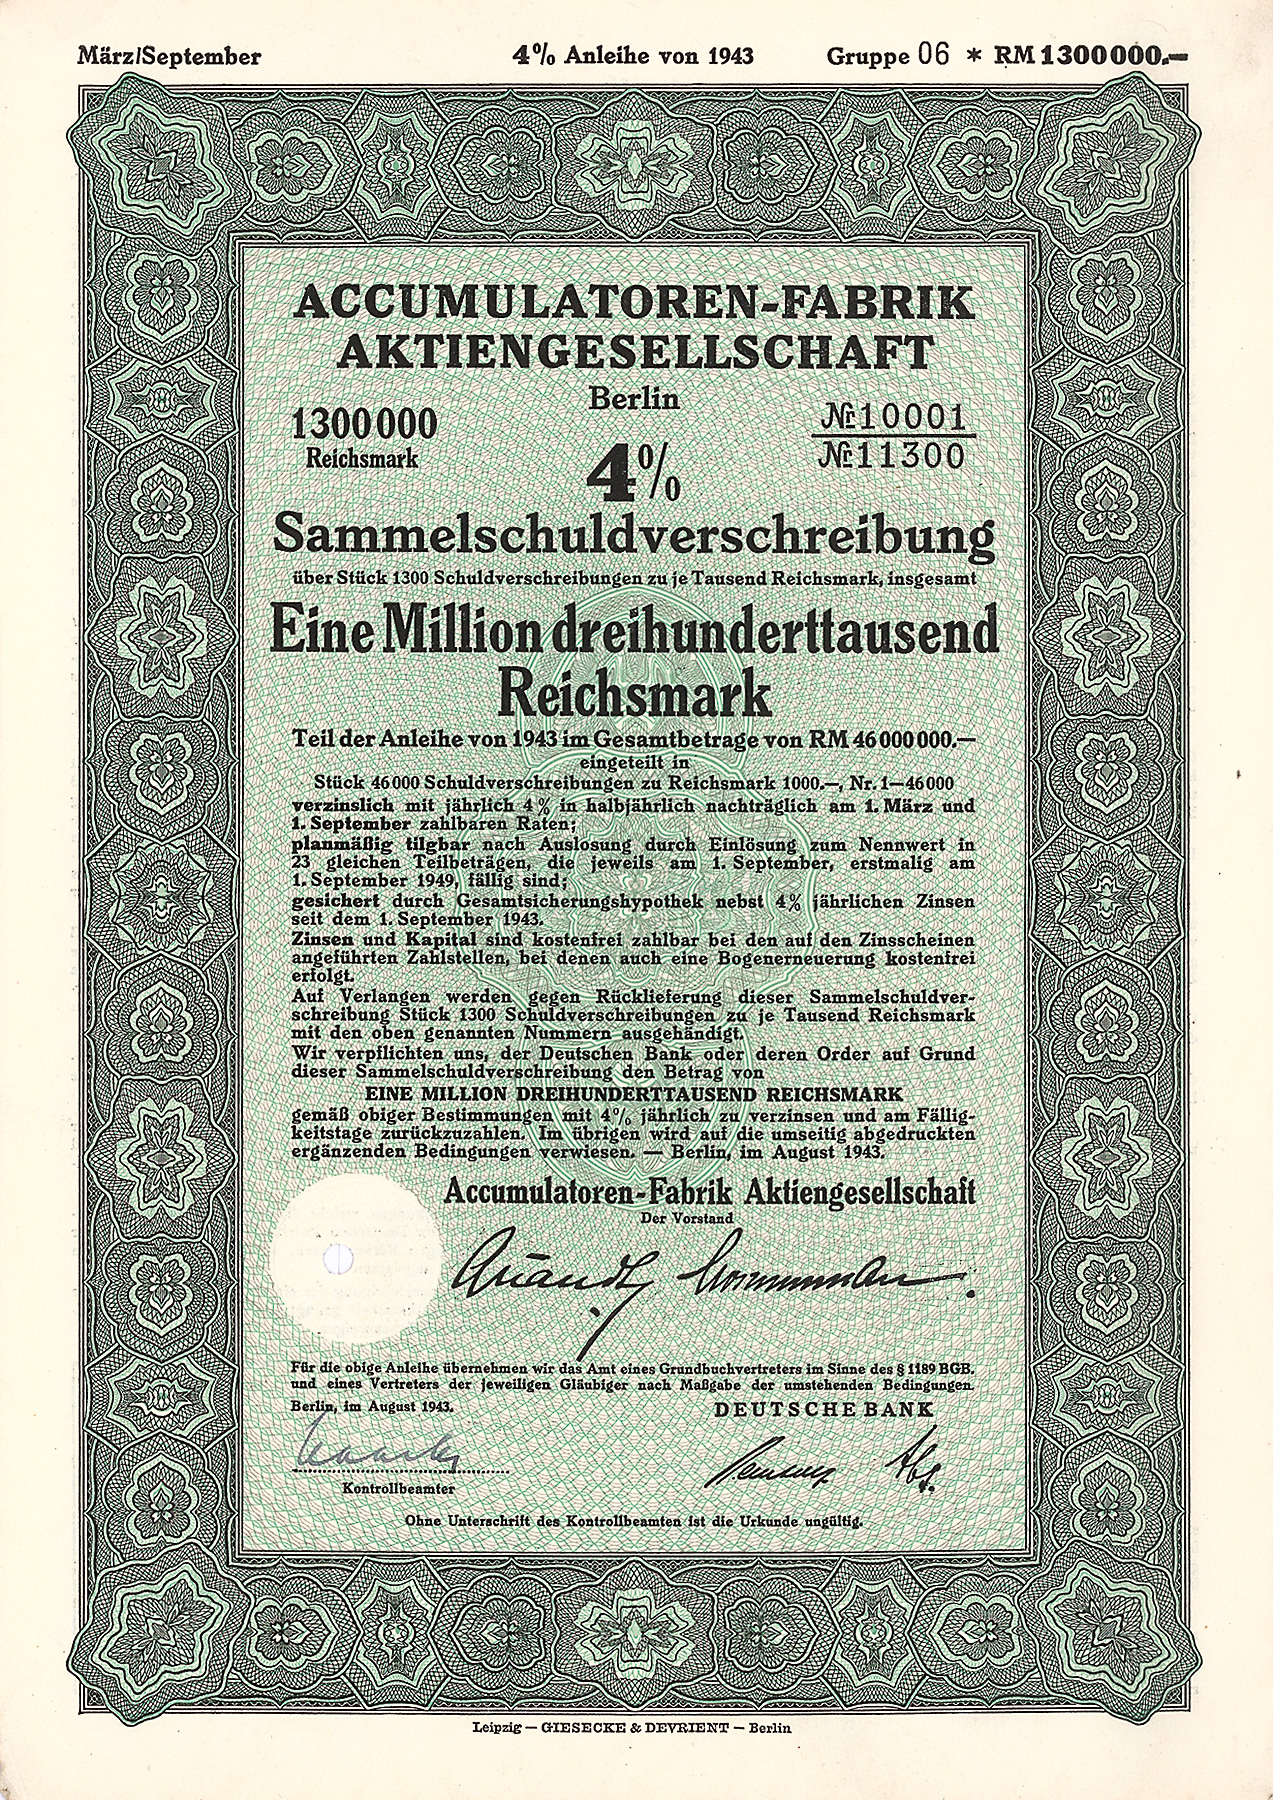 März/September 4% Anleihe von 1943 Gruppe 06 * RM 1300000.—
ACCUMULATOREN-FABRIK
AKTIENGESELLSCHAFT
Berlin
1300000
Reichsmark
№ 10001
№ 11300
4%
Sammelschuldverschreibung
über Stück 1300 Schuldverschreibungen zu je Tausend Reichsmark, insgesamt
Eine Million dreihunderttausend
Reichsmark
Teil der Anleihe von 1943 im Gesamtbetrage von RM 46000000.—
eingeteilt in
Stück 46000 Schuldverschreibungen zu Reichsmark 1000.—, Nr. 1—46000
verzinslich mit jährlich 4% in halbjährlich nachträglich am 1. März und
1. September zahlbaren Raten;
planmäßig tilgbar nach Auslosung durch Einlösung zum Nennwert in
23 gleichen Teilbeträgen, die jeweils am 1. September, erstmalig am
1. September 1949, fällig sind;
gesichert durch Gesamtsicherungshypothek nebst 4% jährlichen Zinsen
seit dem 1. September 1943.
Zinsen und Kapital sind kostenfrei zahlbar bei den auf den Zinsscheinen
angeführten Zahlstellen, bei denen auch eine Bogenerneuerung kostenfrei
erfolgt.
Auf Verlangen werden gegen Rücklieferung dieser Sammelschuldver-
schreibung Stück 1300 Schuldverschreibungen zu je Tausend Reichsmark
mit den oben genannten Nummern ausgehändigt.
Wir verpflichten uns, der Deutschen Bank oder deren Order auf Grund
dieser Sammelschuldverschreibung den Betrag von
EINE MILLION DREIHUNDERTTAUSEND REICHSMARK
gemäß obiger Bestimmungen mit 4% jährlich zu verzinsen und am Fällig-
keitstage zurückzuzahlen. Im übrigen wird auf die umseitig abgedruckten
ergänzenden Bedingungen verwiesen. — Berlin, im August 1943.
Accumulatoren-Fabrik Aktiengesellschaft
Der Vorstand
Quandt
Für die obige Anleihe übernehmen wir das Amt eines Grundbuchvertreters im Sinne des § 1189 BGB.
und eines Vertreters der jeweiligen Gläubiger nach Maßgabe der umstehenden Bedingungen.
Berlin, im August 1943.
DEUTSCHE BANK
Abs.
Kontrollbeamter
Ohne Unterschrift des Kontrollbeamten ist die Urkunde ungültig.
Leipzig — GIESECKE & DEVRIENT — Berlin